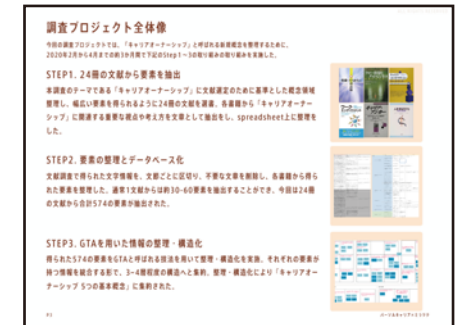 調査プロジェクト全体像
今回の調査プロジェクトでは、「キャリアオーナーシップ」と呼ばれる新規概念を整理するために、
2020年2月から4月までの約3か月間で下記のStep1〜3の取り組みの取り組みを実施した。
STEP1. 24冊の文献から要素を抽出
本調査のテーマである「キャリアオーナーシップ」に文献選定のために基準とした概念領域
整理し、幅広い要素を得られるように24冊の文献を選書、各書籍から「キャリアオーナー
シップ」に関連する重要な視点や考え方を文章として抽出をし、spreadsheet上に整理を
した。
STEP2. 要素の整理とデータベース化
文献調査で得られた文字情報を、文節ごとに区切り、不要な文章を削除し、各書籍から得ら
れた要素を整理した。通常1文献からは約30-60要素を抽出することができ、今回は24冊
の文献から合計574の要素が抽出された。
STEP3. GTAを用いた情報の整理・構造化
得られた574の要素をGTAと呼ばれる技法を用いて整理・構造化を実施。それぞれの要素が
持つ情報を統合する形で、3-4階程度の構造へと集約。整理・構造化により「キャリアオー
ナーシップ 5つの基本概念」に集約された。